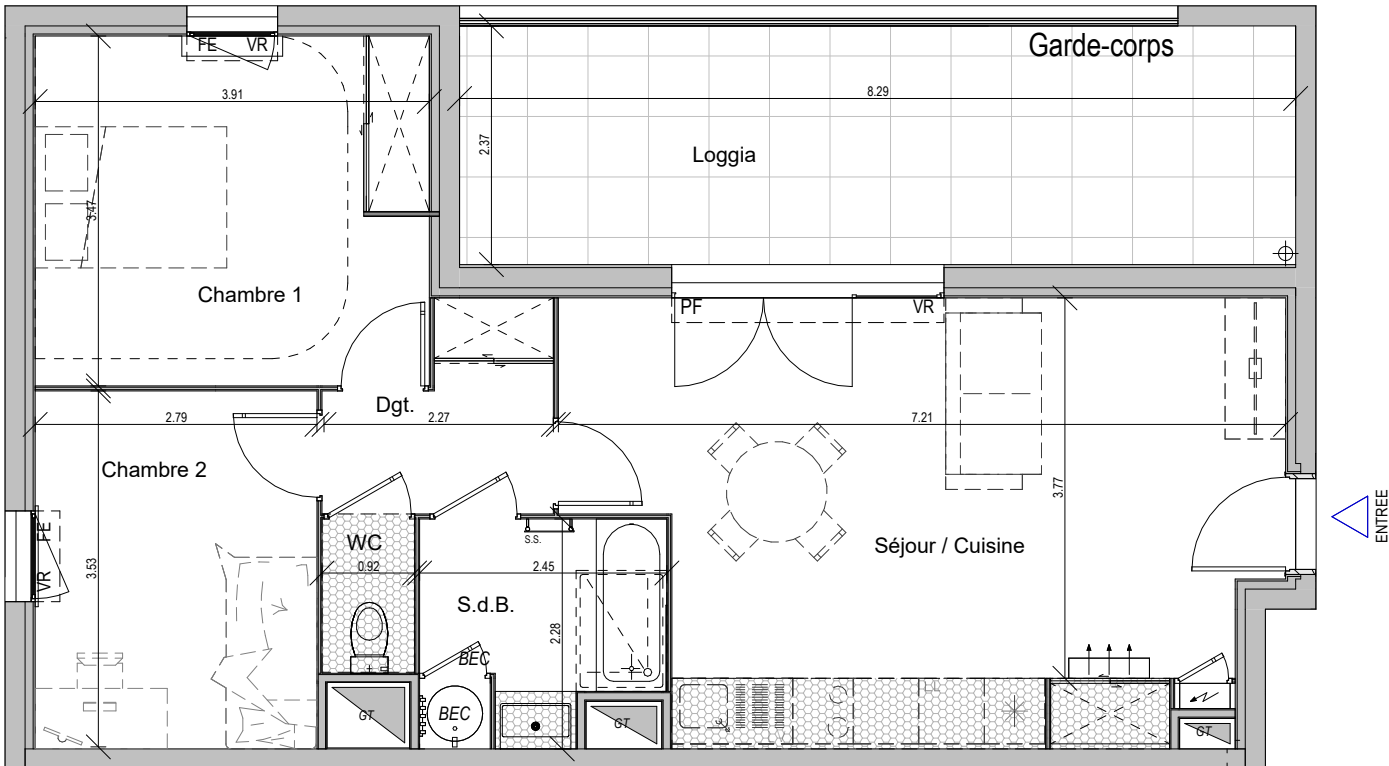 Garde-corps
FE VR
3.91
8.29
2.37
Loggia
3.47
Chambre 1
PF VR
Dgt.
2.79
2.27
7.21
Chambre 2
3.77
ENTREE
FE
VR
3.53
WC
S.S.
Séjour / Cuisine
0.92
2.45
S.d.B.
2.28
BEC
BEC
GT
GT
GT